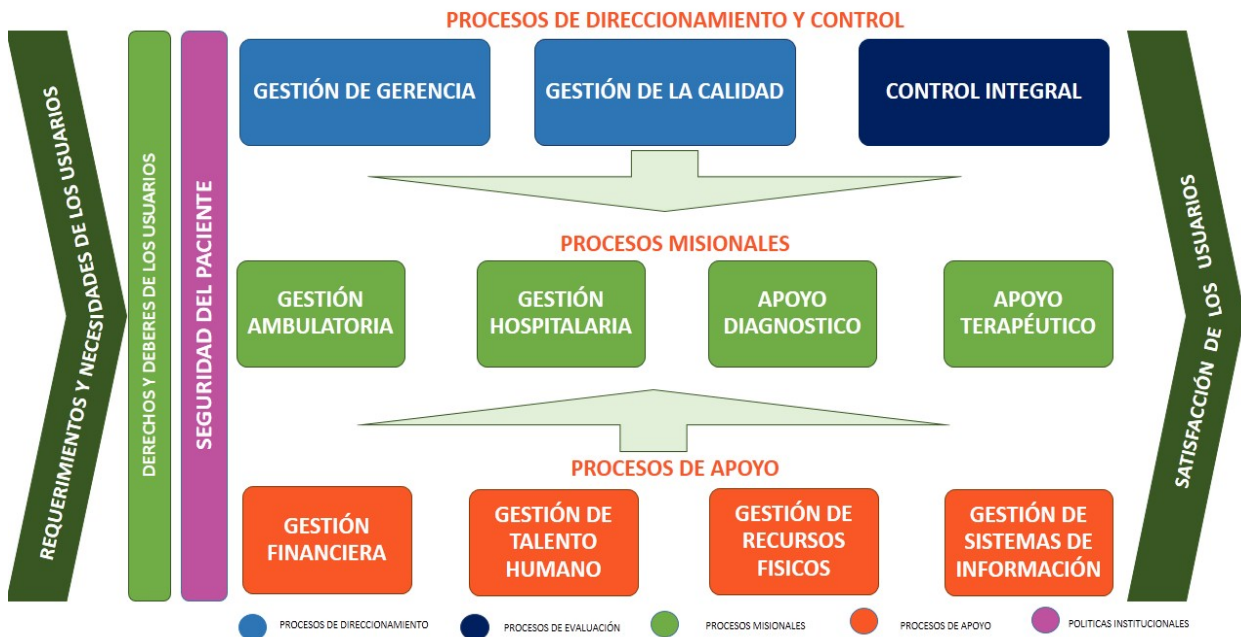 PROCESOS DE DIRECCIONAMIENTO Y CONTROL
REQUERIMIENTOS Y NECESIDADES DE LOS USUARIOS
DERECHOS Y DEBERES DE LOS USUARIOS
SEGURIDAD DEL PACIENTE
GESTIÓN DE GERENCIA
GESTIÓN DE LA CALIDAD
CONTROL INTEGRAL
PROCESOS MISIONALES
GESTIÓN
AMBULATORIA
GESTIÓN
HOSPITALARIA
APOYO
DIAGNOSTICO
APOYO
TERAPÉUTICO
PROCESOS DE APOYO
GESTIÓN
FINANCIERA
GESTIÓN DE
TALENTO
HUMANO
GESTIÓN DE
RECURSOS
FISICOS
GESTIÓN DE
SISTEMAS DE
INFORMACIÓN
SATISFACCIÓN DE LOS USUARIOS
PROCESOS DE DIRECCIONAMIENTO
PROCESOS DE EVALUACIÓN
PROCESOS MISIONALES
PROCESOS DE APOYO
POLITICAS INSTITUCIONALES